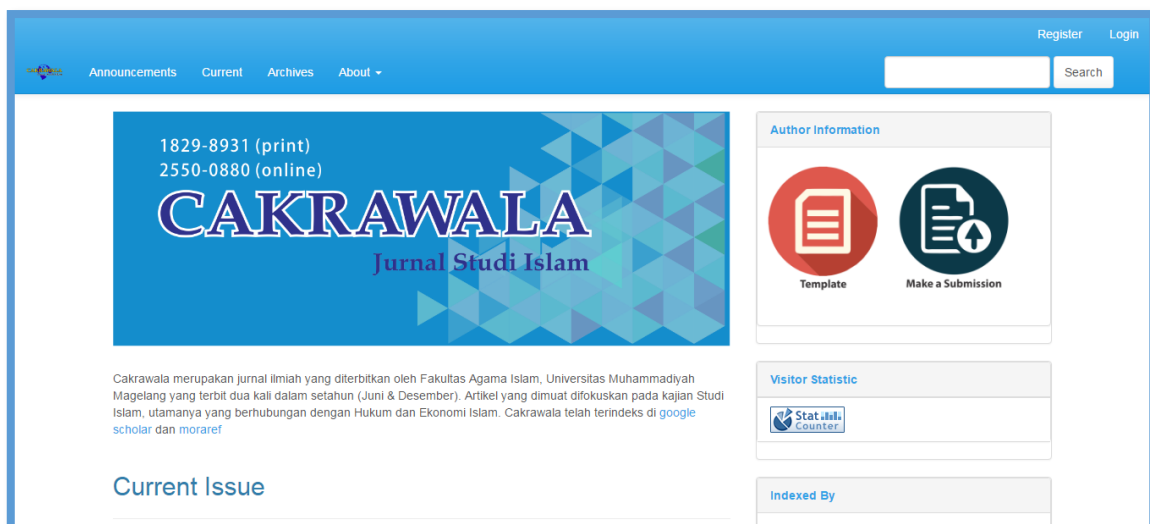 Register Login
Announcements Current Archives About
Search
1829-8931 (print)
2550-0880 (online)
CAKRAWALA
Jurnal Studi Islam
Cakrawala merupakan jurnal ilmiah yang diterbitkan oleh Fakultas Agama Islam, Universitas Muhammadiyah
Magelang yang terbit dua kali dalam setahun (Juni & Desember). Artikel yang dimuat difokuskan pada kajian Studi
Islam, utamanya yang berhubungan dengan Hukum dan Ekonomi Islam. Cakrawala telah terindeks di google
scholar dan moraref
Current Issue
Author Information
Template Make a Submission
Visitor Statistic
Stat
Counter
Indexed By